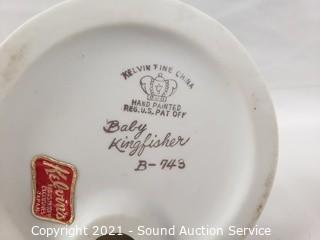 KELVIN FINE CHINA
HAND PAINTED
REG. U.S. PAT OFF
Baby
Kingfisher
B-743
Kelvin's
JAPAN
Copyright 2021 - Sound Auction Service